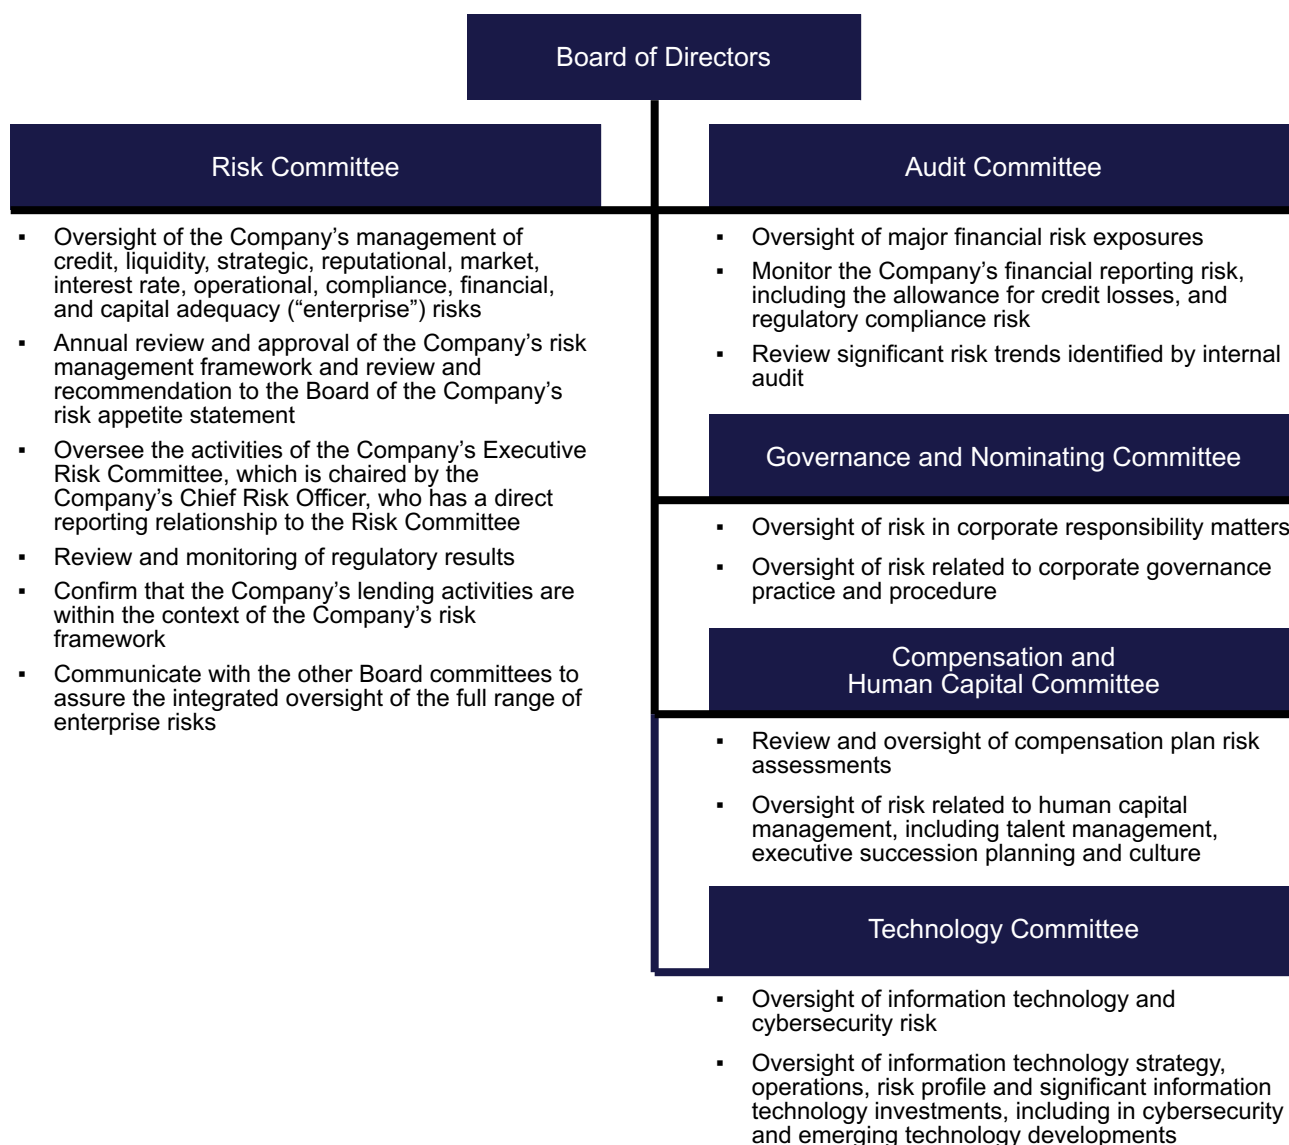 Board of Directors
Risk Committee
▪ Oversight of the Company’s management of
credit, liquidity, strategic, reputational, market,
interest rate, operational, compliance, financial,
and capital adequacy (“enterprise”) risks
▪ Annual review and approval of the Company’s risk
management framework and review and
recommendation to the Board of the Company’s
risk appetite statement
▪ Oversee the activities of the Company’s Executive
Risk Committee, which is chaired by the
Company’s Chief Risk Officer, who has a direct
reporting relationship to the Risk Committee
▪ Review and monitoring of regulatory results
▪ Confirm that the Company’s lending activities are
within the context of the Company’s risk
framework
▪ Communicate with the other Board committees to
assure the integrated oversight of the full range of
enterprise risks
Audit Committee
▪ Oversight of major financial risk exposures
▪ Monitor the Company’s financial reporting risk,
including the allowance for credit losses, and
regulatory compliance risk
▪ Review significant risk trends identified by internal
audit
Governance and Nominating Committee
▪ Oversight of risk in corporate responsibility matters
▪ Oversight of risk related to corporate governance
practice and procedure
Compensation and
Human Capital Committee
▪ Review and oversight of compensation plan risk
assessments
▪ Oversight of risk related to human capital
management, including talent management,
executive succession planning and culture
Technology Committee
▪ Oversight of information technology and
cybersecurity risk
▪ Oversight of information technology strategy,
operations, risk profile and significant information
technology investments, including in cybersecurity
and emerging technology developments